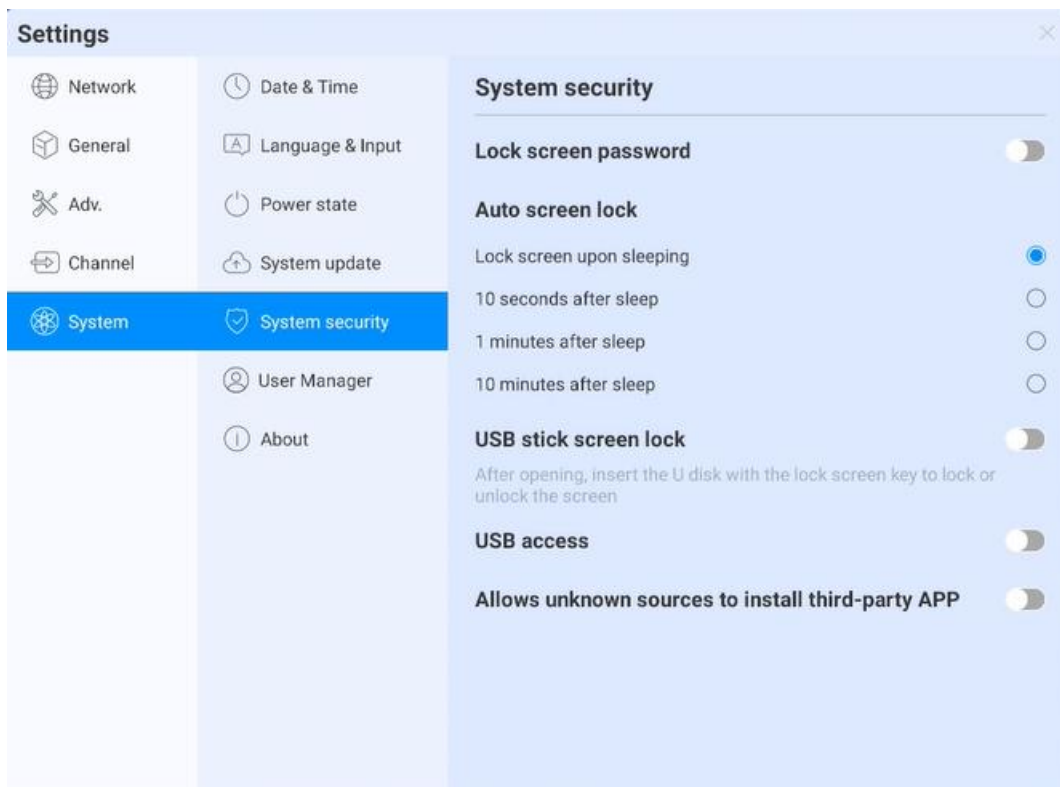 Settings
Network
General
Adv.
Channel
System
Date & Time
Language & Input
Power state
System update
System security
User Manager
About
System security
Lock screen password
Auto screen lock
Lock screen upon sleeping
10 seconds after sleep
1 minutes after sleep
10 minutes after sleep
USB stick screen lock
After opening, insert the U disk with the lock screen key to lock or
unlock the screen
USB access
Allows unknown sources to install third-party APP